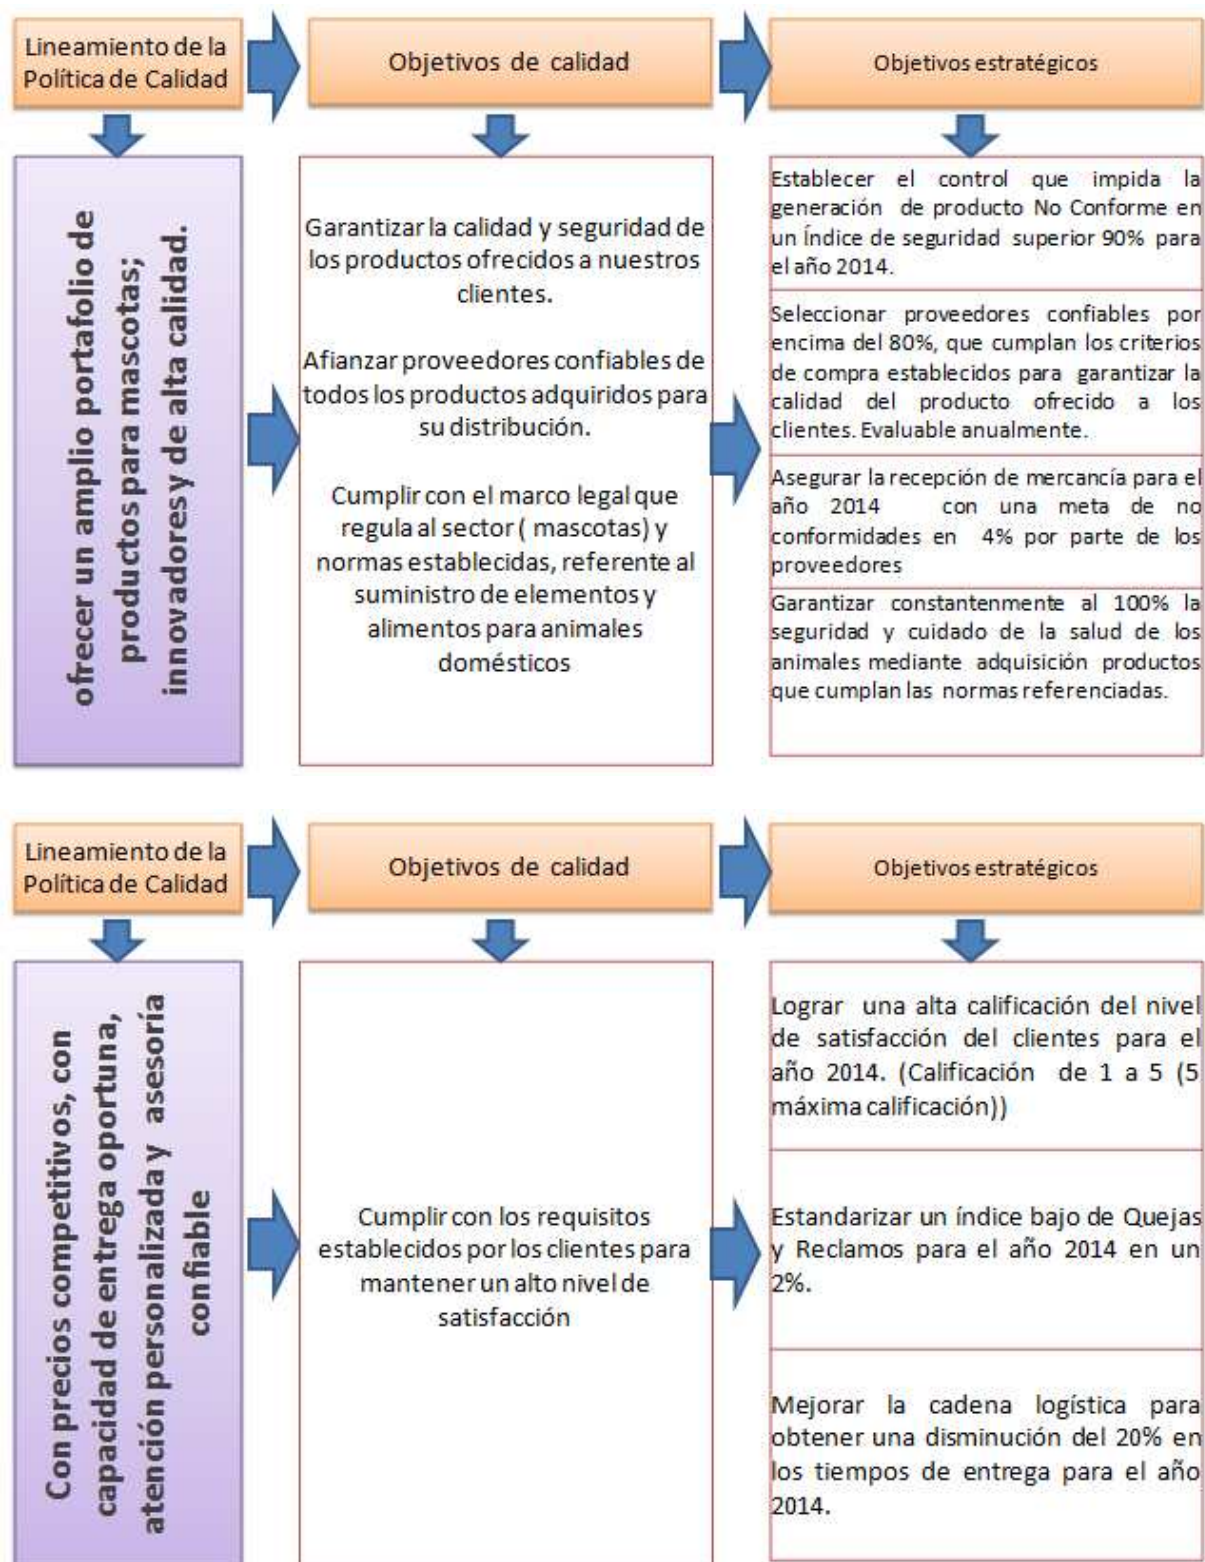 Lineamiento de la
Política de Calidad
Objetivos de calidad
Objetivos estratégicos
ofrecer un amplio portafolio de
productos para mascotas;
innovadores y de alta calidad.
Garantizar la calidad y seguridad de
los productos ofrecidos a nuestros
clientes.
Afianzar proveedores confiables de
todos los productos adquiridos para
su distribución.
Cumplir con el marco legal que
regula al sector ( mascotas) y
normas establecidas, referente al
suministro de elementos y
alimentos para animales
domésticos
Establecer el control que impida la
generación de producto No Conforme en
un Índice de seguridad superior 90% para
el año 2014.
Seleccionar proveedores confiables por
encima del 80%, que cumplan los criterios
de compra establecidos para garantizar la
calidad del producto ofrecido a los
clientes. Evaluable anualmente.
Asegurar la recepción de mercancía para el
año 2014 con una meta de no
conformidades en 4% por parte de los
proveedores
Garantizar constantenmente al 100% la
seguridad y cuidado de la salud de los
animales mediante adquisición productos
que cumplan las normas referenciadas.
Lineamiento de la
Política de Calidad
Objetivos de calidad
Objetivos estratégicos
Con precios competitivos, con
capacidad de entrega oportuna,
atención personalizada y asesoría
confiable
Cumplir con los requisitos
establecidos por los clientes para
mantener un alto nivel de
satisfacción
Lograr una alta calificación del nivel
de satisfacción del clientes para el
año 2014. (Calificación de 1 a 5 (5
máxima calificación))
Estandarizar un índice bajo de Quejas
y Reclamos para el año 2014 en un
2%.
Mejorar la cadena logística para
obtener una disminución del 20% en
los tiempos de entrega para el año
2014.